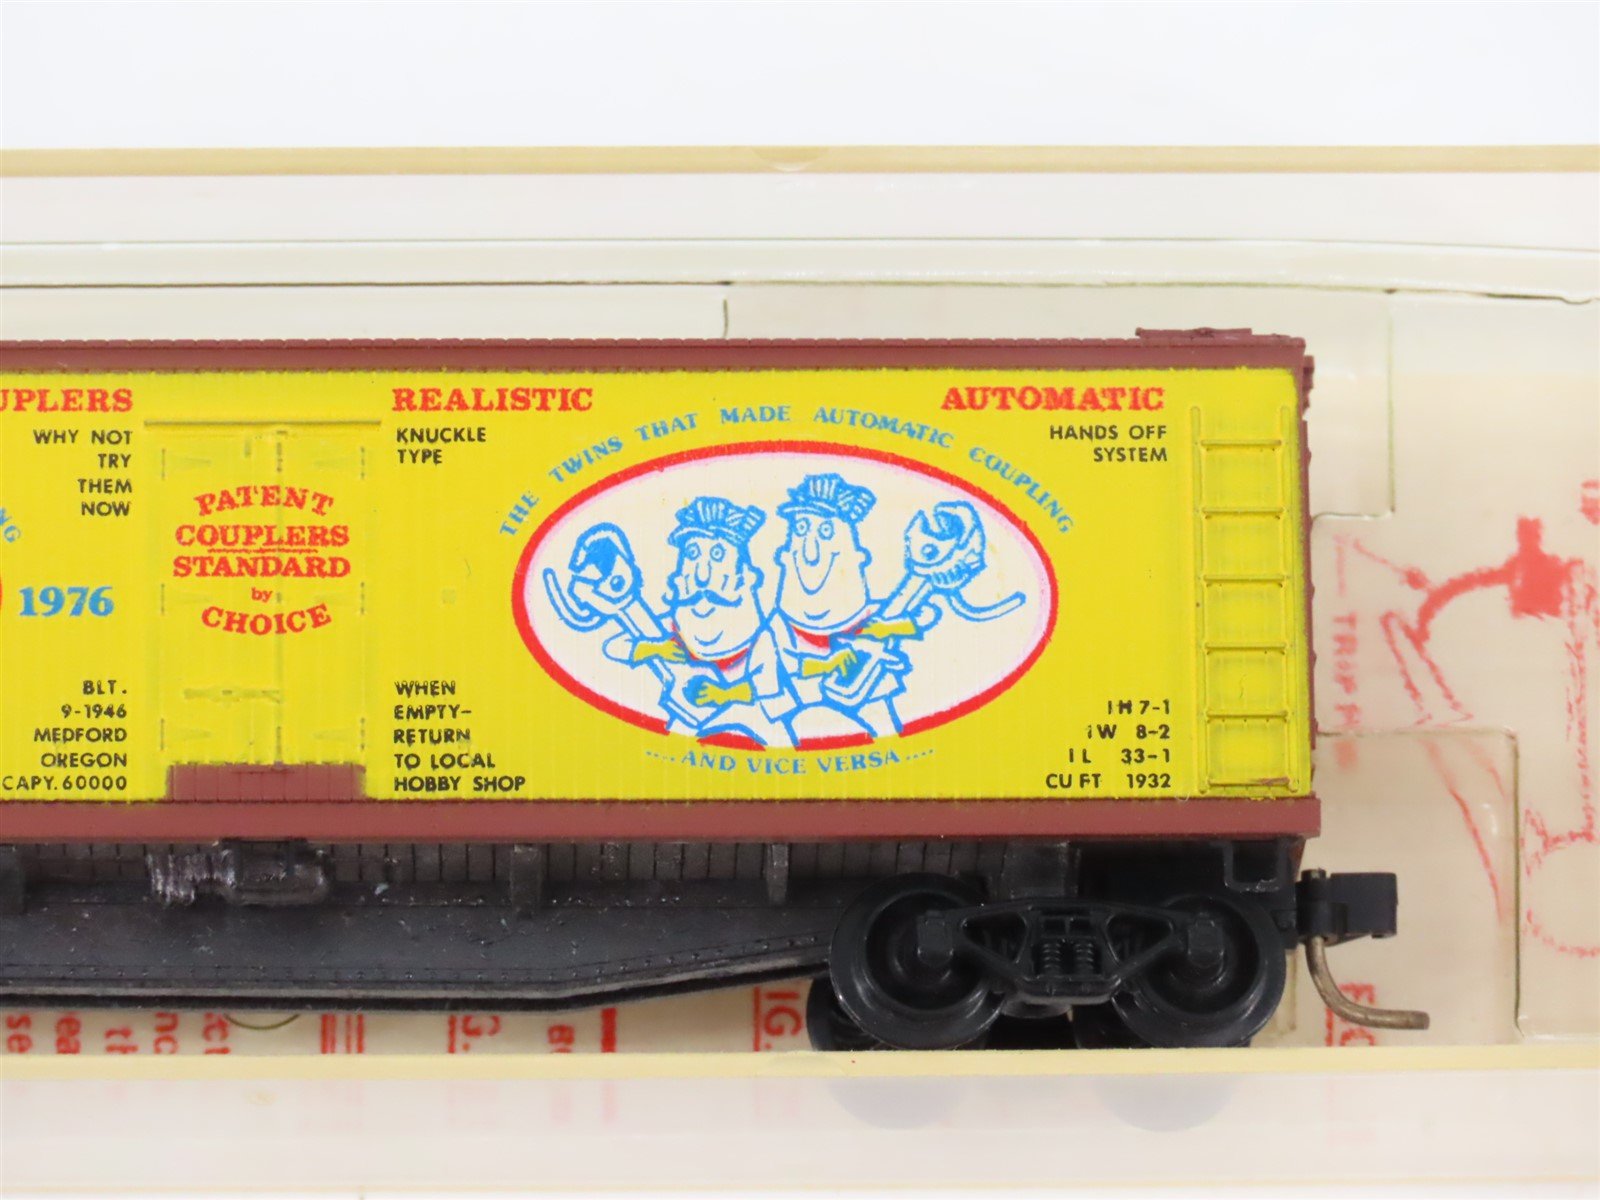 UPLERS
WHY NOT
TRY
THEM
NOW
1976
BLT.
9-1946
MEDFORD
OREGON
CAPY. 60000
PATENT
COUPLERS
STANDARD
by
CHOICE
REALISTIC
KNUCKLE
TYPE
WHEN
EMPTY-
RETURN
TO LOCAL
HOBBY SHOP
THE TWINS THAT MADE AUTOMATIC COUPLING
.....AND VICE VERSA....
AUTOMATIC
HANDS OFF
SYSTEM
IH 7-1
IW 8-2
IL 33-1
CU FT 1932